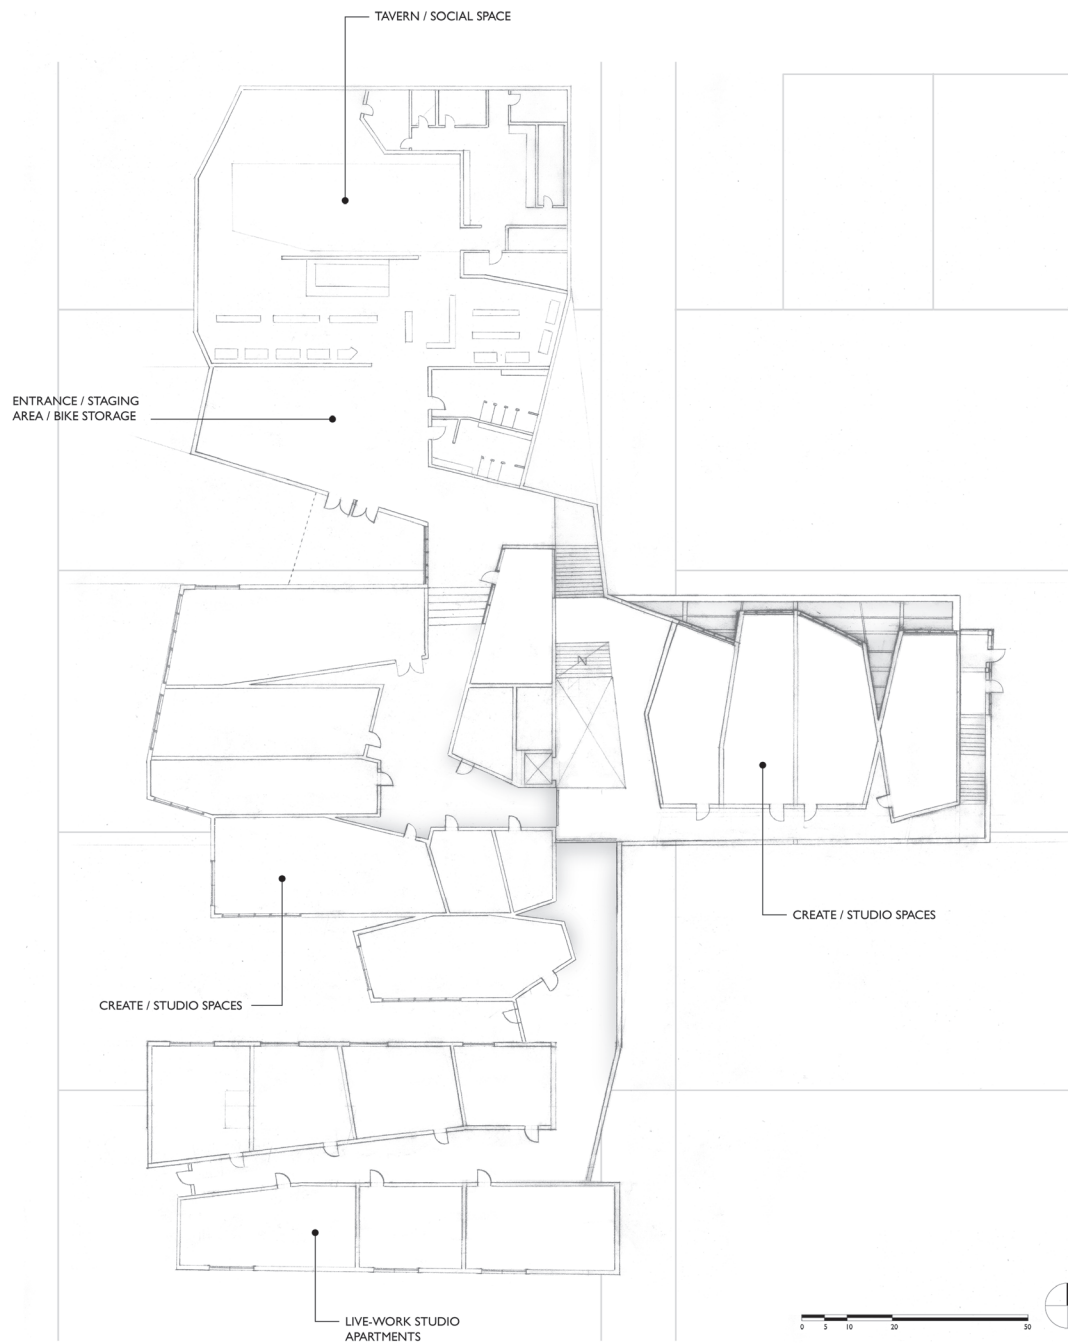 TAVERN / SOCIAL SPACE
ENTRANCE / STAGING
AREA / BIKE STORAGE
N
CREATE / STUDIO SPACES
CREATE / STUDIO SPACES
LIVE-WORK STUDIO
APARTMENTS
0 5 10 20 50